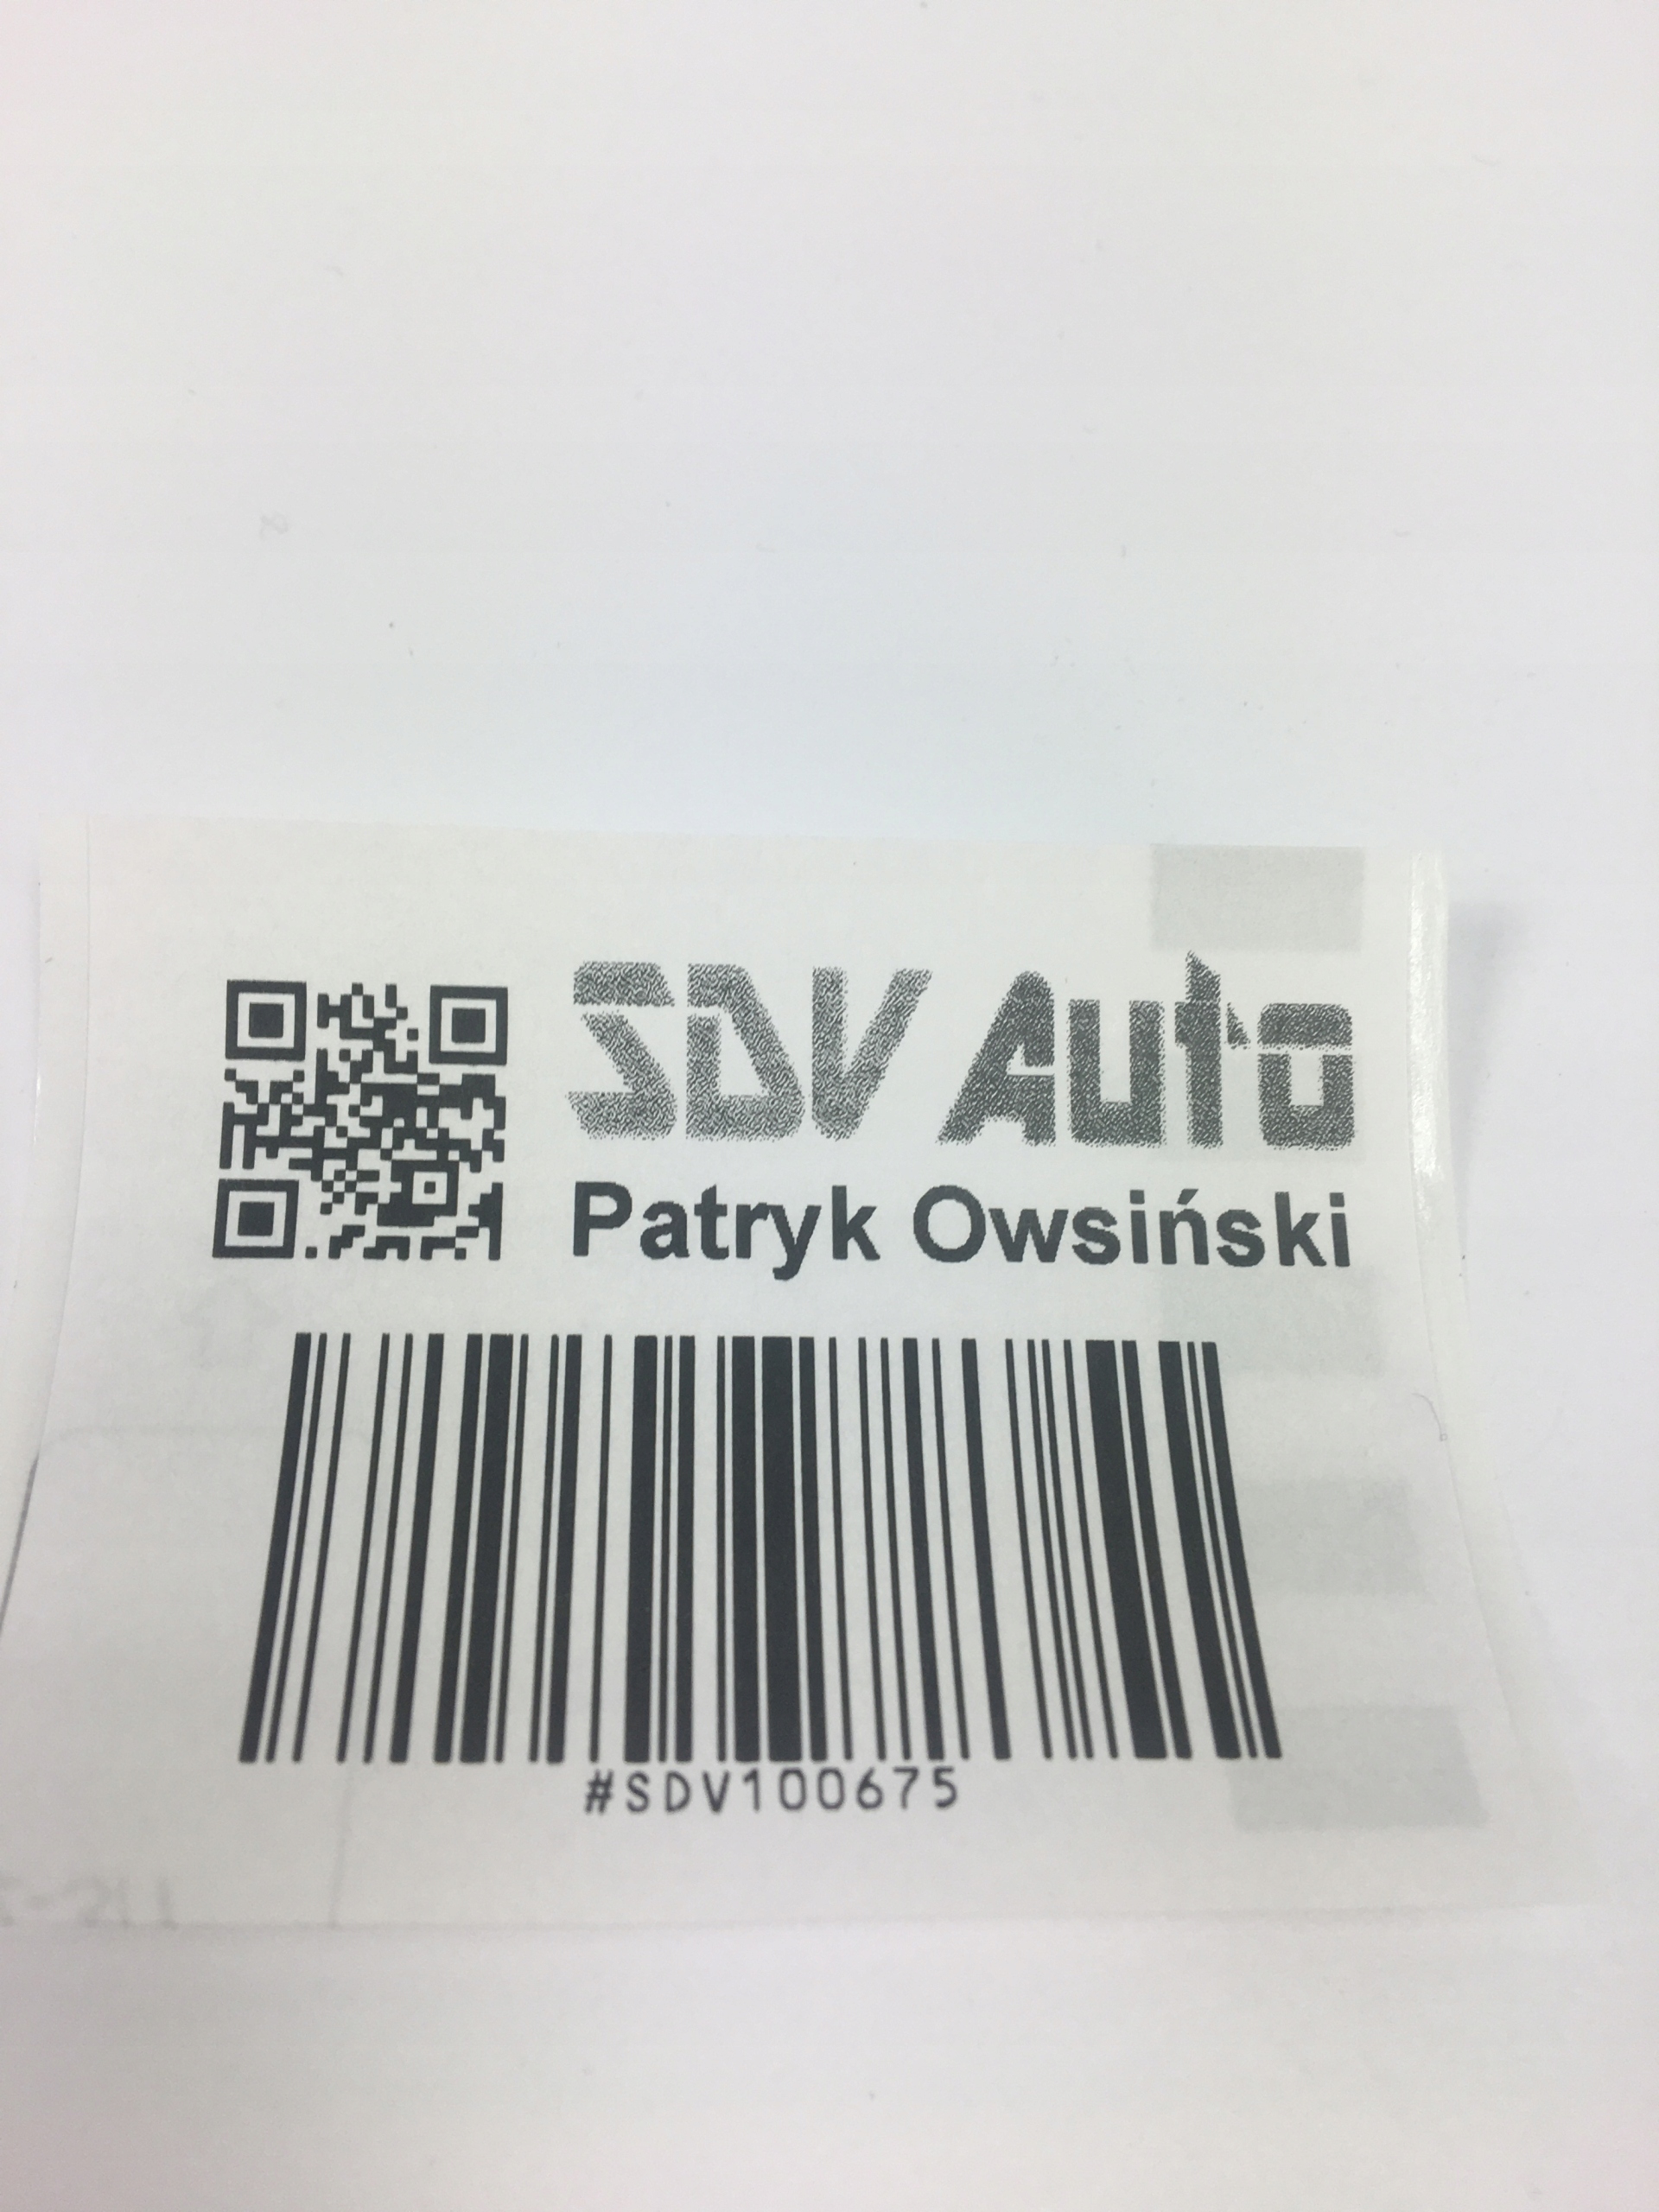 SDV Auto
Patryk Owsiński
#SDV100675